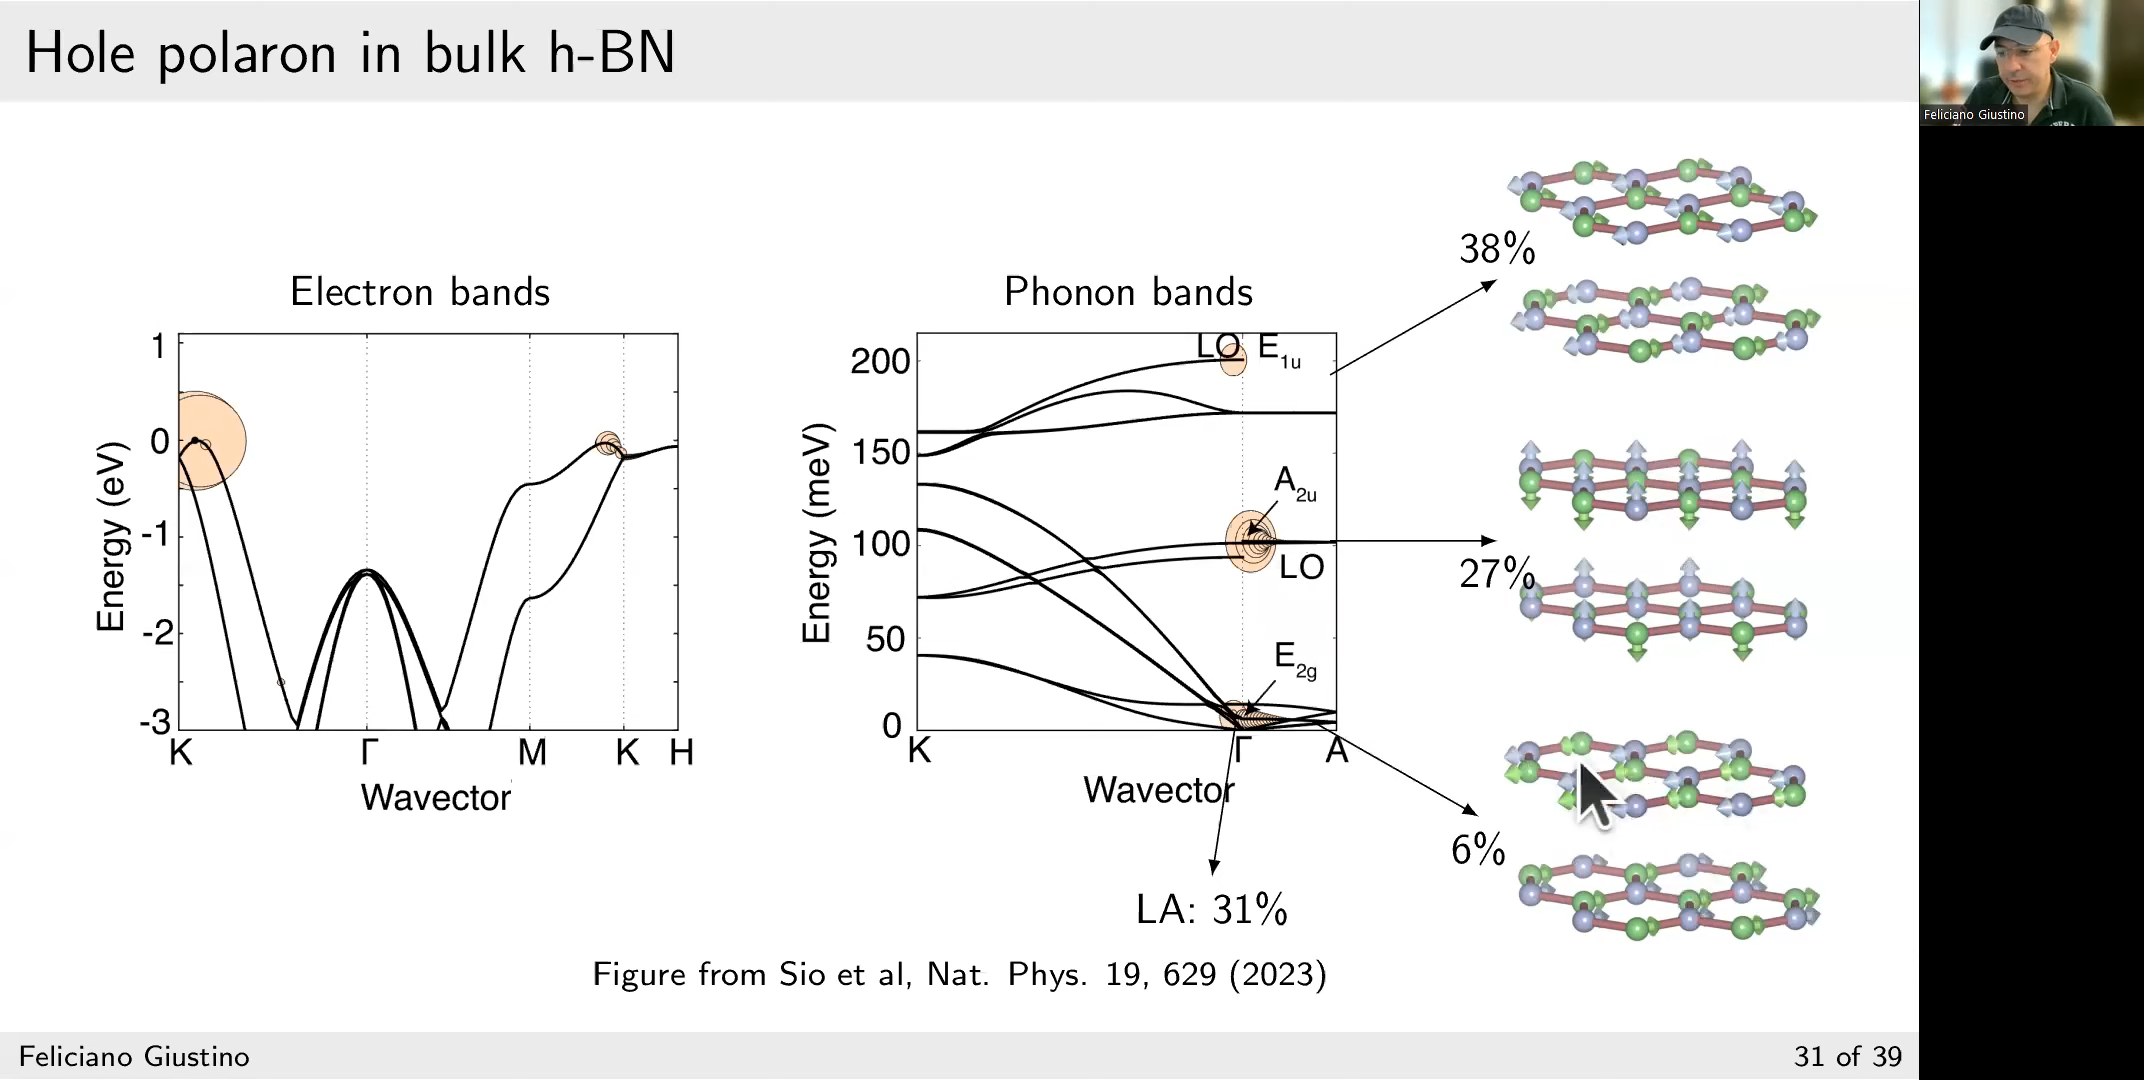 Hole polaron in bulk h-BN
Feliciano Giustino
Electron bands
1
0
-1
-2
-3
Energy (eV)
K Γ M K H
Wavector
Phonon bands
200
150
100
50
0
Energy (meV)
LO E1u
A2u
LO
E2g
K Γ A
Wavector
38%
27%
6%
LA: 31%
Figure from Sio et al, Nat. Phys. 19, 629 (2023)
Feliciano Giustino
31 of 39